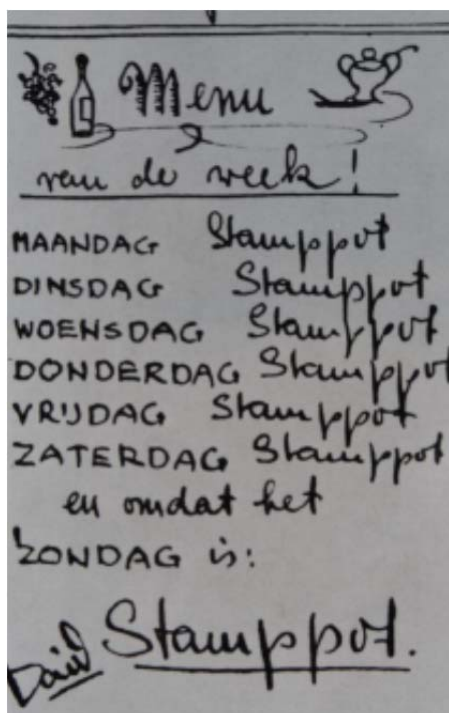 Menu
van de week!
MAANDAG Stamppot
DINSDAG Stamppot
WOENSDAG Stamppot
DONDERDAG Stamppot
VRIJDAG Stamppot
ZATERDAG Stamppot
en omdat het
ZONDAG is:
Stamppot.
David